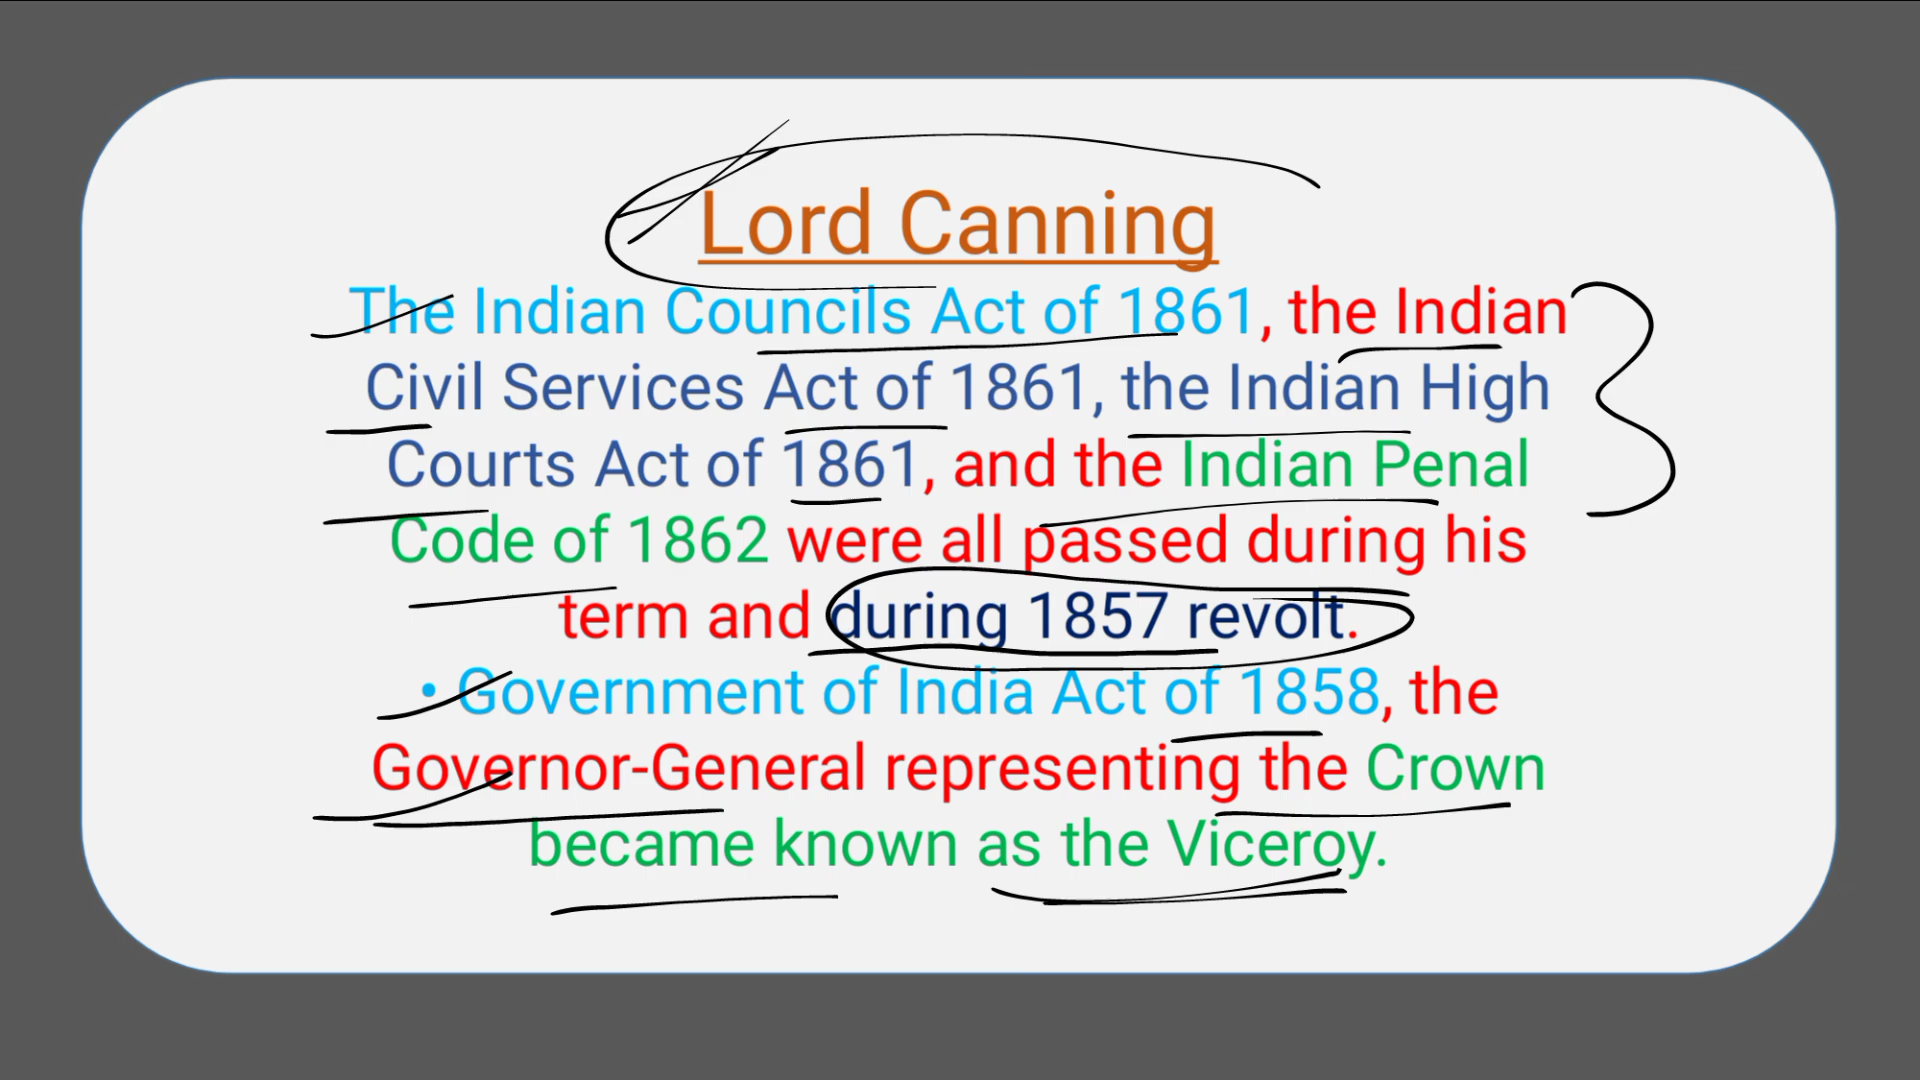 Lord Canning
The Indian Councils Act of 1861, the Indian
Civil Services Act of 1861, the Indian High
Courts Act of 1861, and the Indian Penal
Code of 1862 were all passed during his
term and during 1857 revolt.
• Government of India Act of 1858, the
Governor-General representing the Crown
became known as the Viceroy.